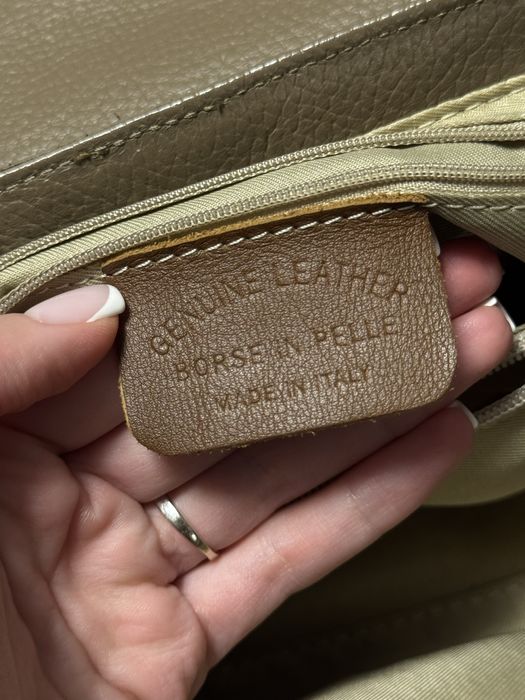 GENUINE LEATHER
BORSE IN PELLE
MADE IN ITALY